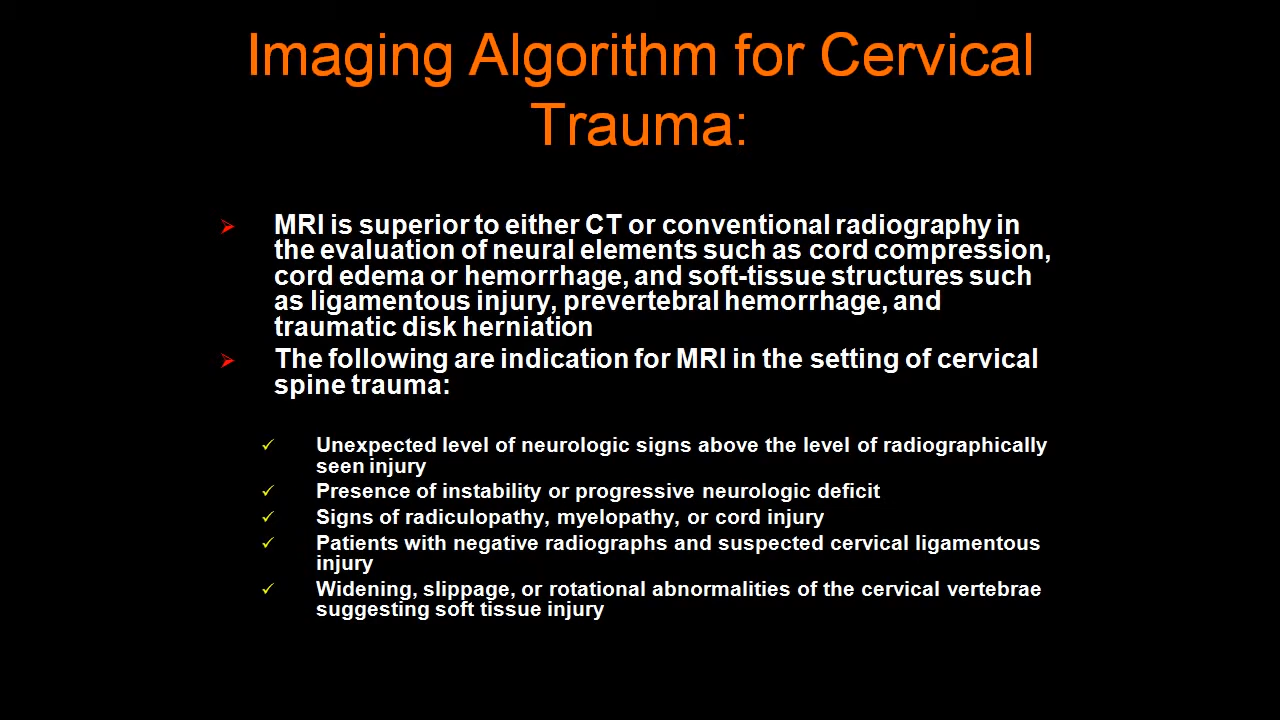 Imaging Algorithm for Cervical
Trauma:
MRI is superior to either CT or conventional radiography in
the evaluation of neural elements such as cord compression,
cord edema or hemorrhage, and soft-tissue structures such
as ligamentous injury, prevertebral hemorrhage, and
traumatic disk herniation
The following are indication for MRI in the setting of cervical
spine trauma:
Unexpected level of neurologic signs above the level of radiographically
seen injury
Presence of instability or progressive neurologic deficit
Signs of radiculopathy, myelopathy, or cord injury
Patients with negative radiographs and suspected cervical ligamentous
injury
Widening, slippage, or rotational abnormalities of the cervical vertebrae
suggesting soft tissue injury